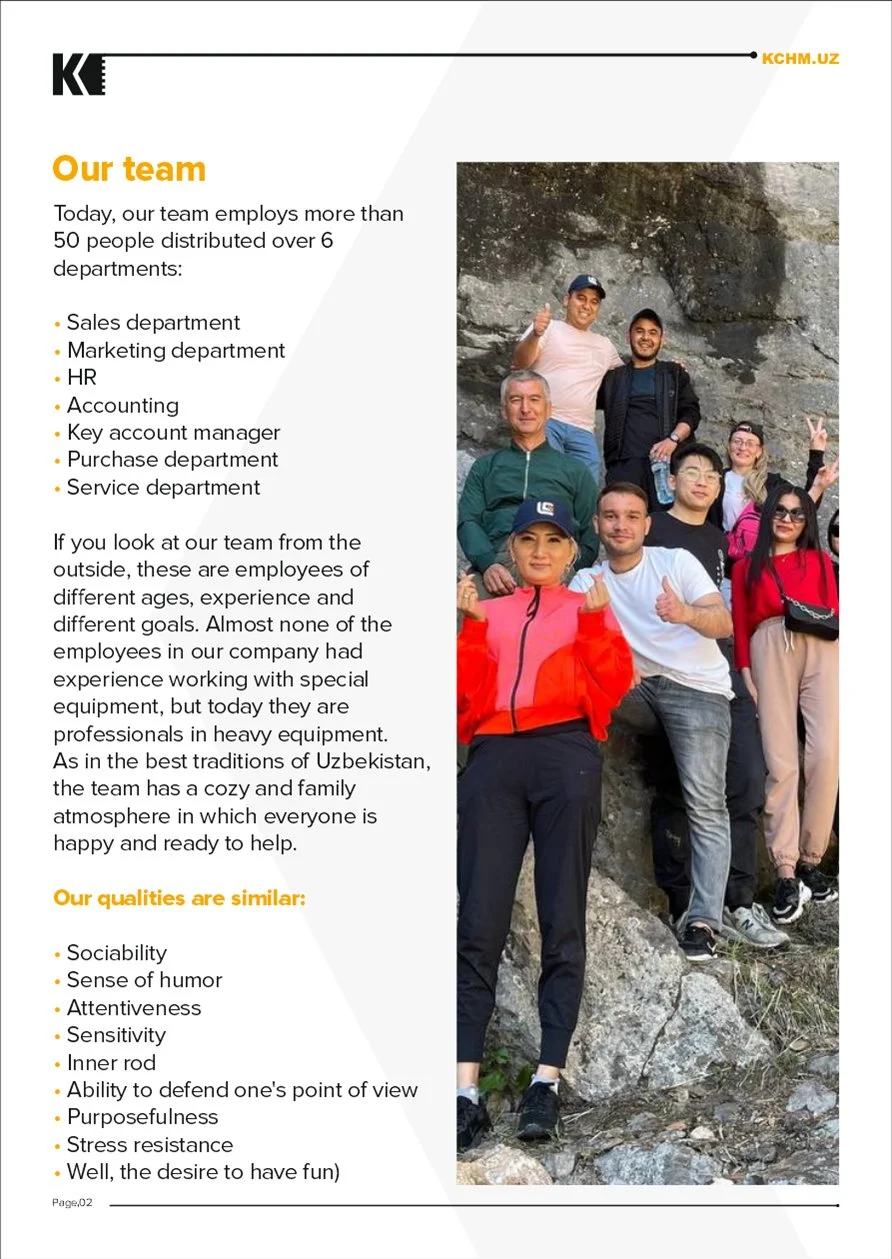 KCHM.UZ
Our team
Today, our team employs more than
50 people distributed over 6
departments:
• Sales department
• Marketing department
• HR
• Accounting
• Key account manager
• Purchase department
• Service department
If you look at our team from the
outside, these are employees of
different ages, experience and
different goals. Almost none of the
employees in our company had
experience working with special
equipment, but today they are
professionals in heavy equipment.
As in the best traditions of Uzbekistan,
the team has a cozy and family
atmosphere in which everyone is
happy and ready to help.
Our qualities are similar:
• Sociability
• Sense of humor
• Attentiveness
• Sensitivity
• Inner rod
• Ability to defend one's point of view
• Purposefulness
• Stress resistance
• Well, the desire to have fun)
Page,02